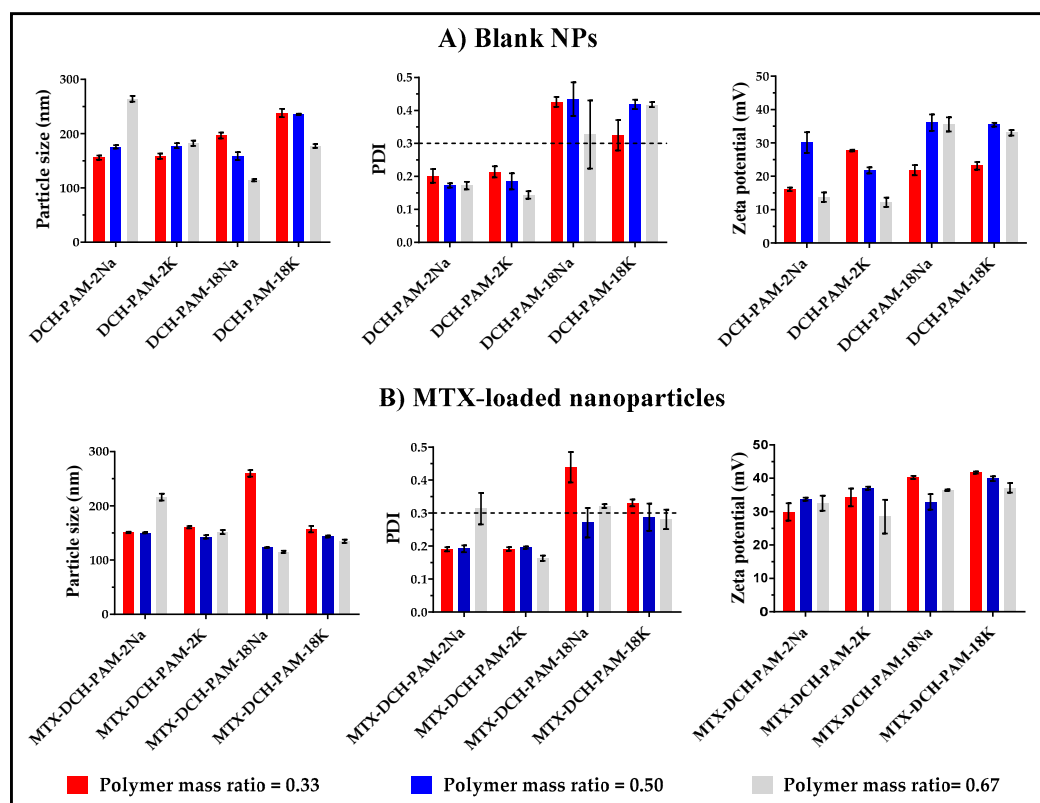 A) Blank NPs
Particle size (nm)
300
200
100
0
DCH-PAM-2Na
DCH-PAM-2K
DCH-PAM-18Na
DCH-PAM-18K
PDI
0.5
0.4
0.3
0.2
0.1
0.0
DCH-PAM-2Na
DCH-PAM-2K
DCH-PAM-18Na
DCH-PAM-18K
Zeta potential (mV)
50
40
30
20
10
0
DCH-PAM-2Na
DCH-PAM-2K
DCH-PAM-18Na
DCH-PAM-18K
B) MTX-loaded nanoparticles
Particle size (nm)
300
200
100
0
MTX-DCH-PAM-2Na
MTX-DCH-PAM-2K
MTX-DCH-PAM-18Na
MTX-DCH-PAM-18K
PDI
0.5
0.4
0.3
0.2
0.1
0.0
MTX-DCH-PAM-2Na
MTX-DCH-PAM-2K
MTX-DCH-PAM-18Na
MTX-DCH-PAM-18K
Zeta potential (mV)
50
40
30
20
10
0
MTX-DCH-PAM-2Na
MTX-DCH-PAM-2K
MTX-DCH-PAM-18Na
MTX-DCH-PAM-18K
Polymer mass ratio = 0.33
Polymer mass ratio = 0.50
Polymer mass ratio= 0.67